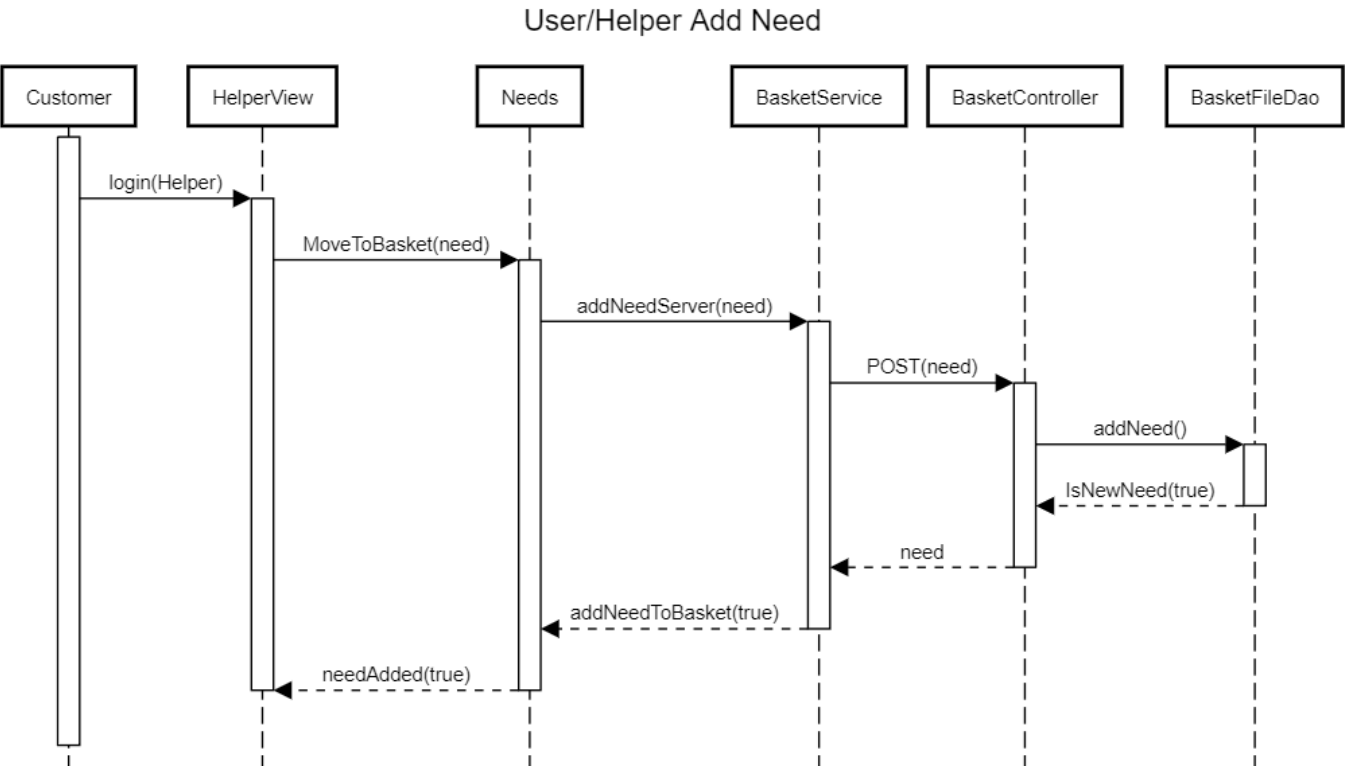 User/Helper Add Need
Customer
HelperView
Needs
BasketService
BasketController
BasketFileDao
login(Helper)
MoveToBasket(need)
addNeedServer(need)
POST(need)
addNeed()
IsNewNeed(true)
need
addNeedToBasket(true)
needAdded(true)